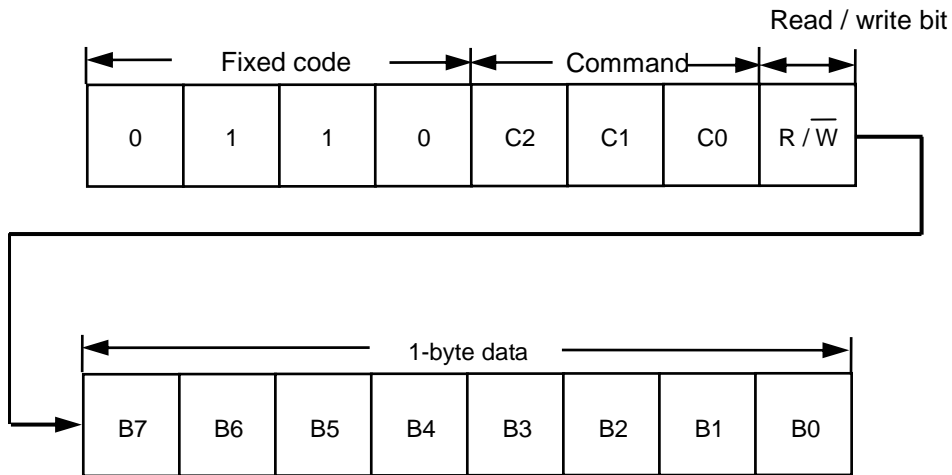 Read / write bit
Fixed code Command
0 1 1 0 C2 C1 C0 R / W̅
1-byte data
B7 B6 B5 B4 B3 B2 B1 B0